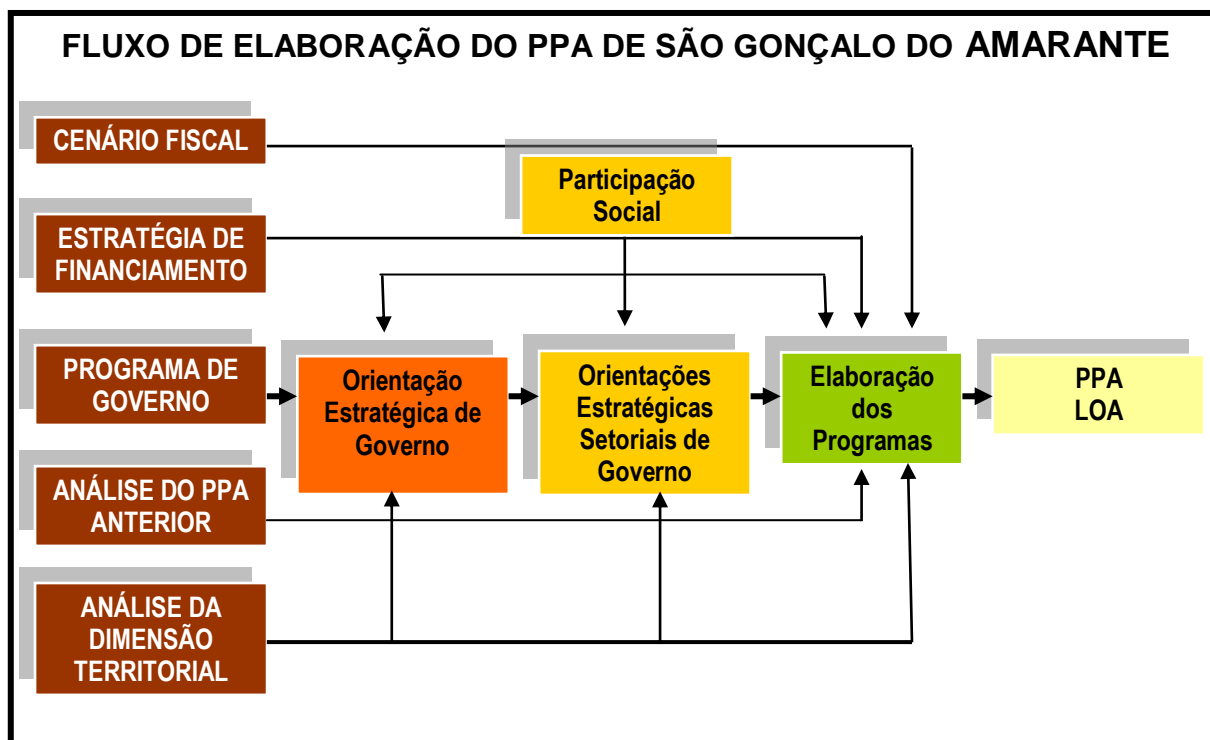 FLUXO DE ELABORAÇÃO DO PPA DE SÃO GONÇALO DO AMARANTE
CENÁRIO FISCAL
Participação
Social
ESTRATÉGIA DE
FINANCIAMENTO
PROGRAMA DE
GOVERNO
Orientação
Estratégica de
Governo
Orientações
Estratégicas
Setoriais de
Governo
Elaboração
dos
Programas
PPA
LOA
ANÁLISE DO PPA
ANTERIOR
ANÁLISE DA
DIMENSÃO
TERRITORIAL